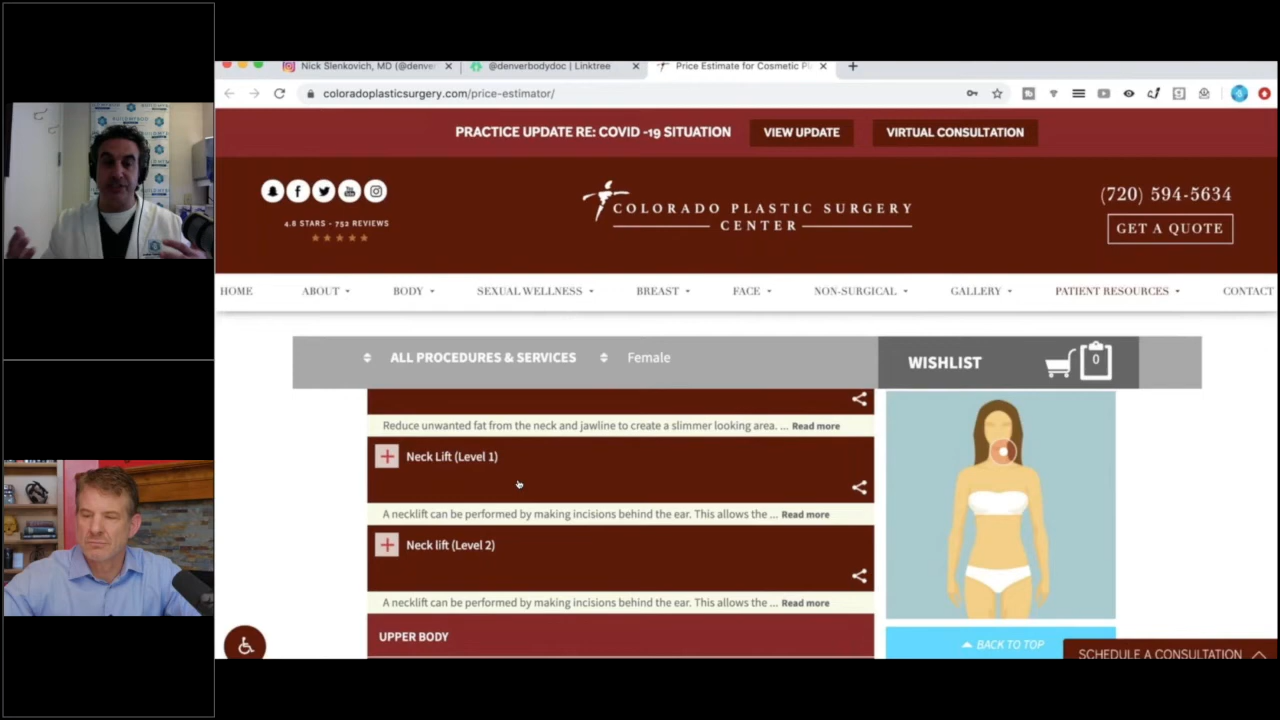 Nick Slenkovich, MD (@denve
@denverbodydoc | Linktree
Price Estimate for Cosmetic Pl
coloradoplasticsurgery.com/price-estimator/
PRACTICE UPDATE RE: COVID -19 SITUATION
VIEW UPDATE
VIRTUAL CONSULTATION
4.8 STARS - 752 REVIEWS
COLORADO PLASTIC SURGERY
CENTER
(720) 594-5634
GET A QUOTE
HOME ABOUT BODY SEXUAL WELLNESS BREAST FACE NON-SURGICAL GALLERY PATIENT RESOURCES CONTACT
ALL PROCEDURES & SERVICES
Female
WISHLIST
0
Reduce unwanted fat from the neck and jawline to create a slimmer looking area. ... Read more
Neck Lift (Level 1)
A necklift can be performed by making incisions behind the ear. This allows the ... Read more
Neck lift (Level 2)
A necklift can be performed by making incisions behind the ear. This allows the ... Read more
UPPER BODY
BACK TO TOP
SCHEDULE A CONSULTATION